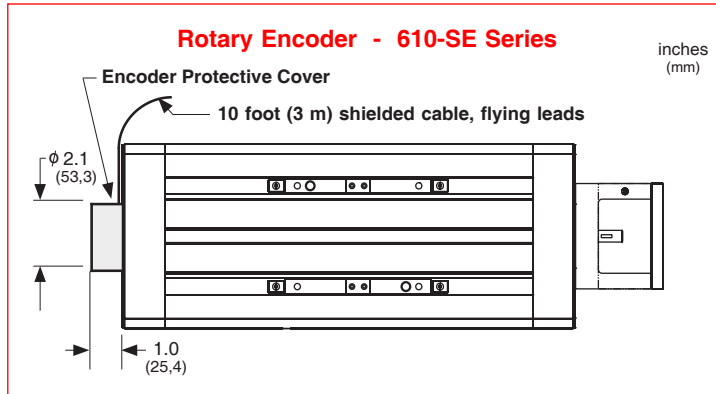 Rotary Encoder - 610-SE Series
inches
(mm)
Encoder Protective Cover
10 foot (3 m) shielded cable, flying leads
ϕ 2.1
(53,3)
1.0
(25,4)